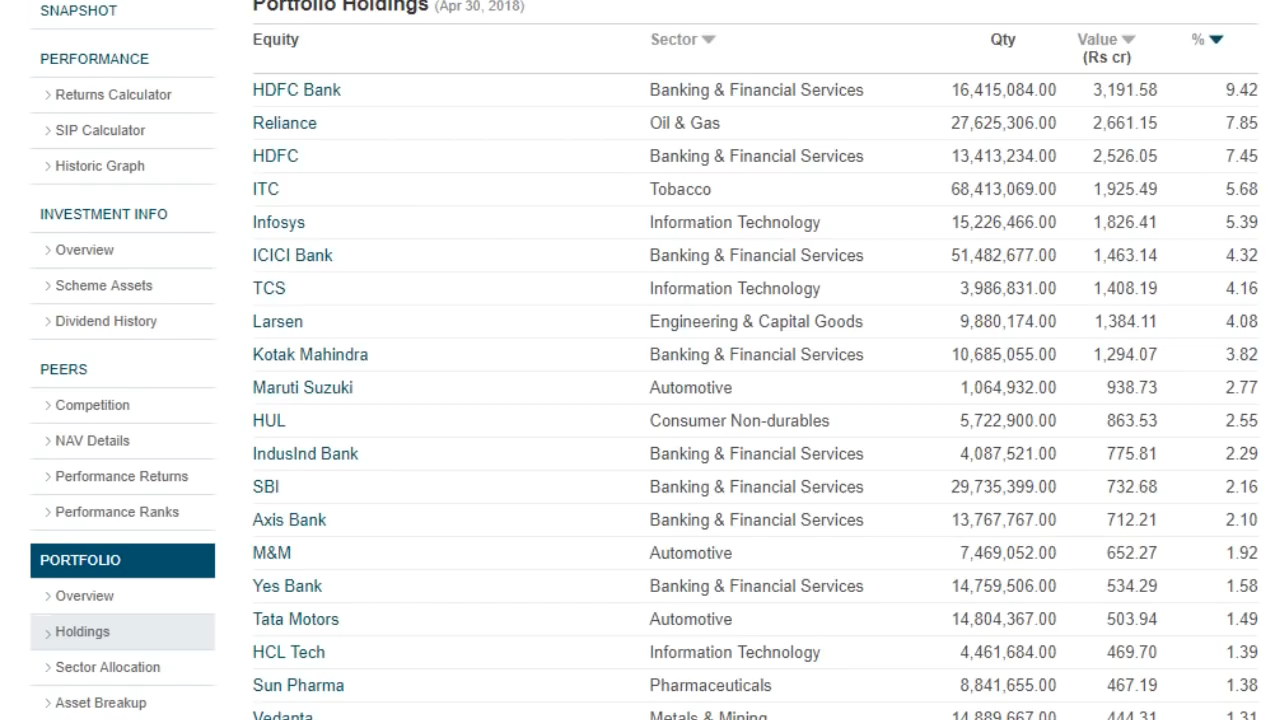 SNAPSHOT
PERFORMANCE
Returns Calculator
SIP Calculator
Historic Graph
INVESTMENT INFO
Overview
Scheme Assets
Dividend History
PEERS
Competition
NAV Details
Performance Returns
Performance Ranks
PORTFOLIO
Overview
Holdings
Sector Allocation
Asset Breakup
Portfolio Holdings (Apr 30, 2018)
Equity Sector Qty Value (Rs cr) %
HDFC Bank Banking & Financial Services 16,415,084.00 3,191.58 9.42
Reliance Oil & Gas 27,625,306.00 2,661.15 7.85
HDFC Banking & Financial Services 13,413,234.00 2,526.05 7.45
ITC Tobacco 68,413,069.00 1,925.49 5.68
Infosys Information Technology 15,226,466.00 1,826.41 5.39
ICICI Bank Banking & Financial Services 51,482,677.00 1,463.14 4.32
TCS Information Technology 3,986,831.00 1,408.19 4.16
Larsen Engineering & Capital Goods 9,880,174.00 1,384.11 4.08
Kotak Mahindra Banking & Financial Services 10,685,055.00 1,294.07 3.82
Maruti Suzuki Automotive 1,064,932.00 938.73 2.77
HUL Consumer Non-durables 5,722,900.00 863.53 2.55
IndusInd Bank Banking & Financial Services 4,087,521.00 775.81 2.29
SBI Banking & Financial Services 29,735,399.00 732.68 2.16
Axis Bank Banking & Financial Services 13,767,767.00 712.21 2.10
M&M Automotive 7,469,052.00 652.27 1.92
Yes Bank Banking & Financial Services 14,759,506.00 534.29 1.58
Tata Motors Automotive 14,804,367.00 503.94 1.49
HCL Tech Information Technology 4,461,684.00 469.70 1.39
Sun Pharma Pharmaceuticals 8,841,655.00 467.19 1.38
Vedanta Metals & Mining 14,889,667.00 444.31 1.31